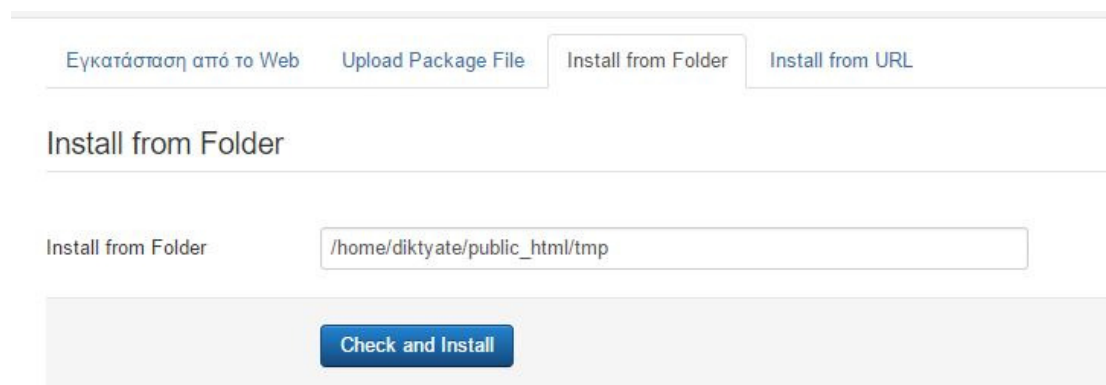 Εγκατάσταση από το Web Upload Package File Install from Folder Install from URL
Install from Folder
Install from Folder /home/diktyate/public_html/tmp
Check and Install